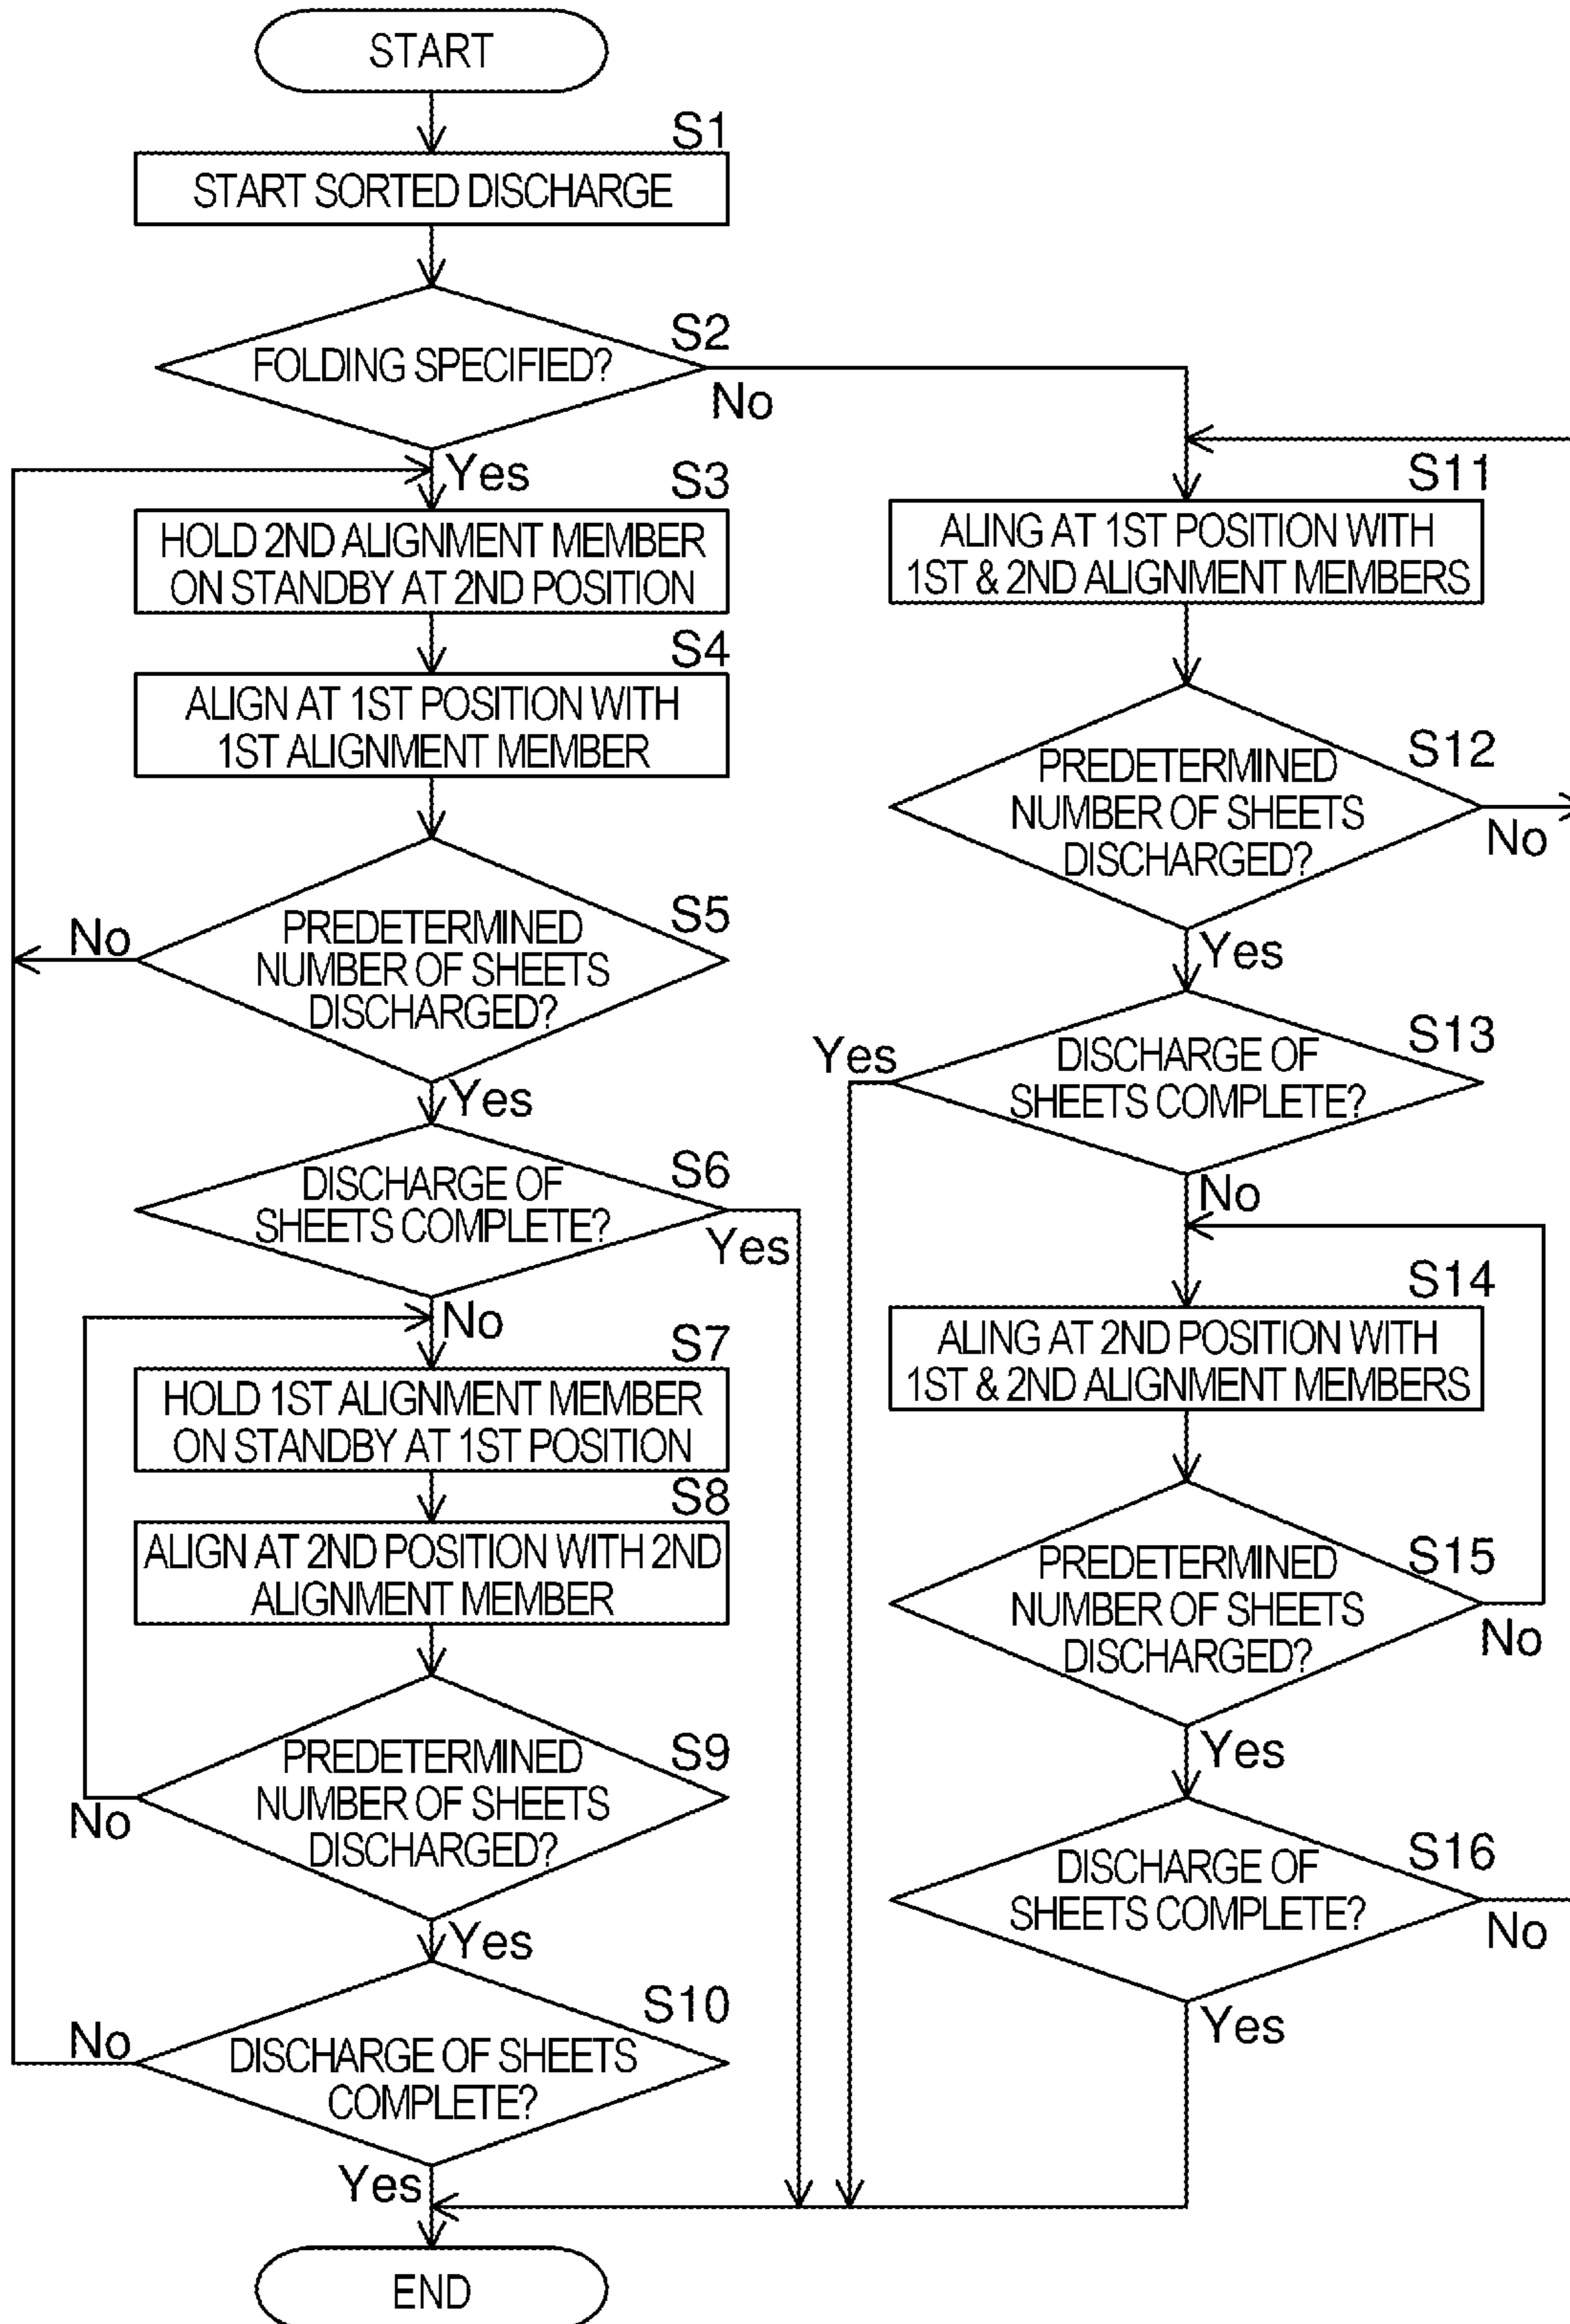 START
S1
START SORTED DISCHARGE
S2
FOLDING SPECIFIED?
No
Yes
S3
HOLD 2ND ALIGNMENT MEMBER
ON STANDBY AT 2ND POSITION
S4
ALIGN AT 1ST POSITION WITH
1ST ALIGNMENT MEMBER
S5
PREDETERMINED
NUMBER OF SHEETS
DISCHARGED?
No
Yes
S6
DISCHARGE OF
SHEETS COMPLETE?
Yes
No
S7
HOLD 1ST ALIGNMENT MEMBER
ON STANDBY AT 1ST POSITION
S8
ALIGN AT 2ND POSITION WITH 2ND
ALIGNMENT MEMBER
S9
PREDETERMINED
NUMBER OF SHEETS
DISCHARGED?
No
Yes
S10
DISCHARGE OF SHEETS
COMPLETE?
No
Yes
END
S11
ALING AT 1ST POSITION WITH
1ST & 2ND ALIGNMENT MEMBERS
S12
PREDETERMINED
NUMBER OF SHEETS
DISCHARGED?
No
Yes
S13
DISCHARGE OF
SHEETS COMPLETE?
Yes
No
S14
ALING AT 2ND POSITION WITH
1ST & 2ND ALIGNMENT MEMBERS
S15
PREDETERMINED
NUMBER OF SHEETS
DISCHARGED?
No
Yes
S16
DISCHARGE OF
SHEETS COMPLETE?
No
Yes